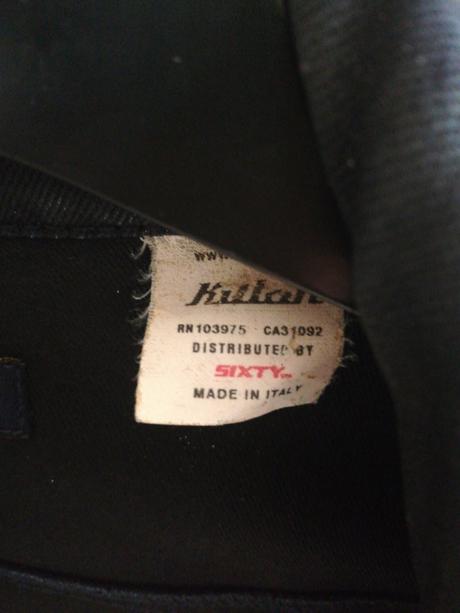 Killah
RN103975 CA31092
DISTRIBUTED BY
SIXTY
MADE IN ITALY